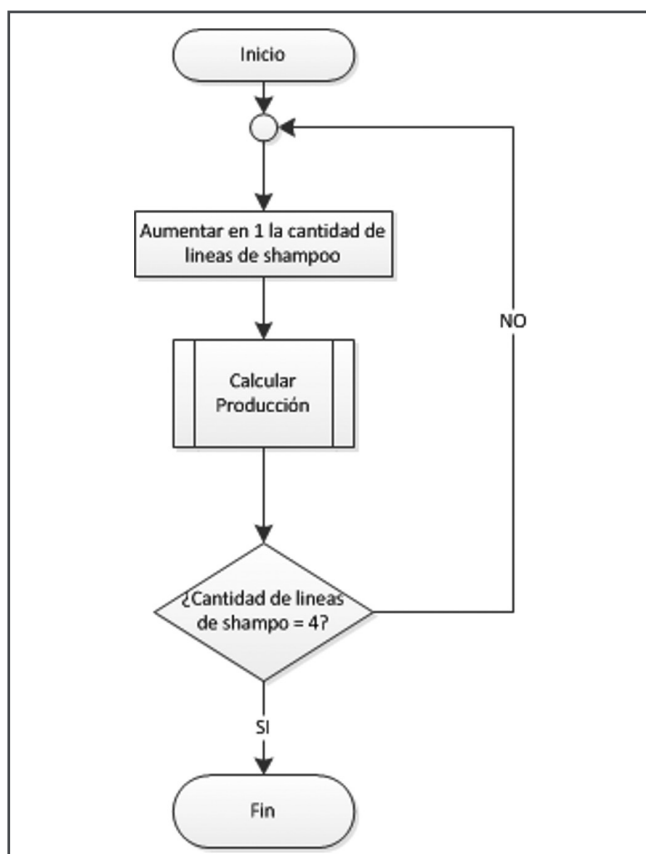 Inicio
Aumentar en 1 la cantidad de
lineas de shampoo
Calcular
Producción
NO
¿Cantidad de lineas
de shampo = 4?
SI
Fin